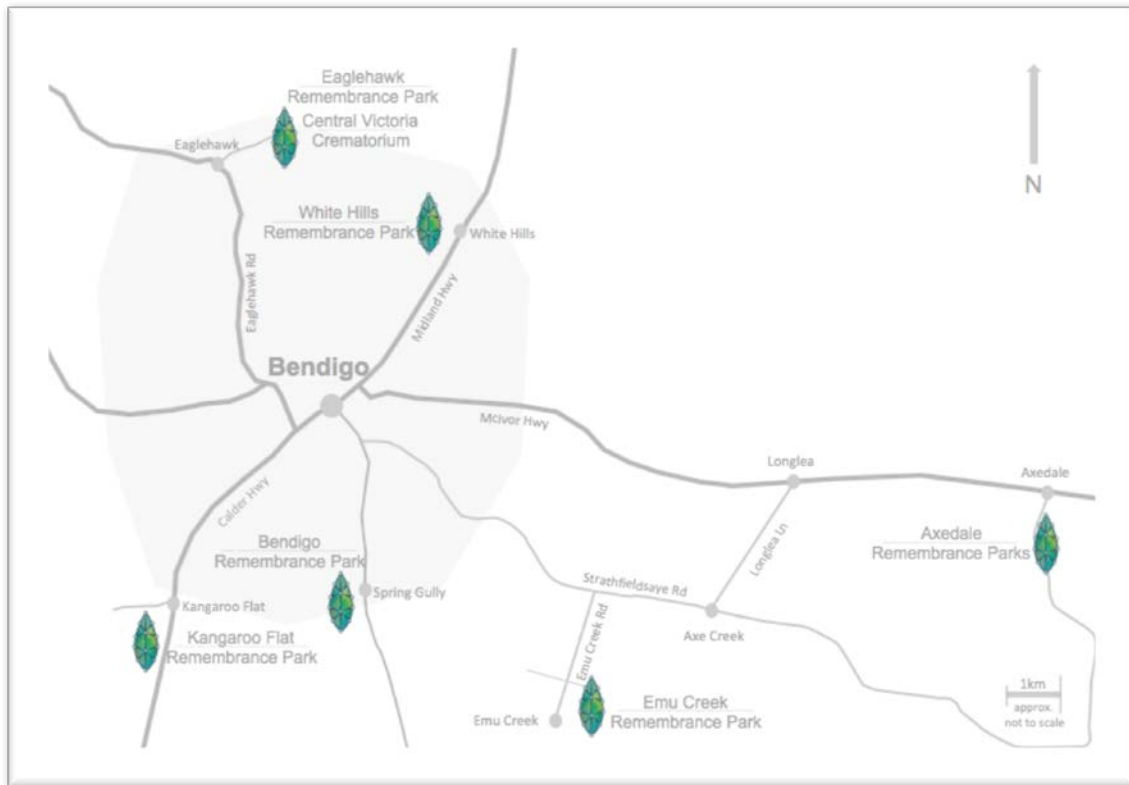 Eaglehawk
Remembrance Park
Central Victoria
Crematorium
Eaglehawk
White Hills
Remembrance Park
White Hills
N
Eaglehawk Rd
Midland Hwy
Bendigo
McIvor Hwy
Longlea
Axedale
Calder Hwy
Axedale
Remembrance Parks
Longlea Ln
Bendigo
Remembrance Park
Spring Gully
Strathfieldsaye Rd
Kangaroo Flat
Axe Creek
Kangaroo Flat
Remembrance Park
Emu Creek Rd
Emu Creek
Emu Creek
Remembrance Park
1km
approx.
not to scale